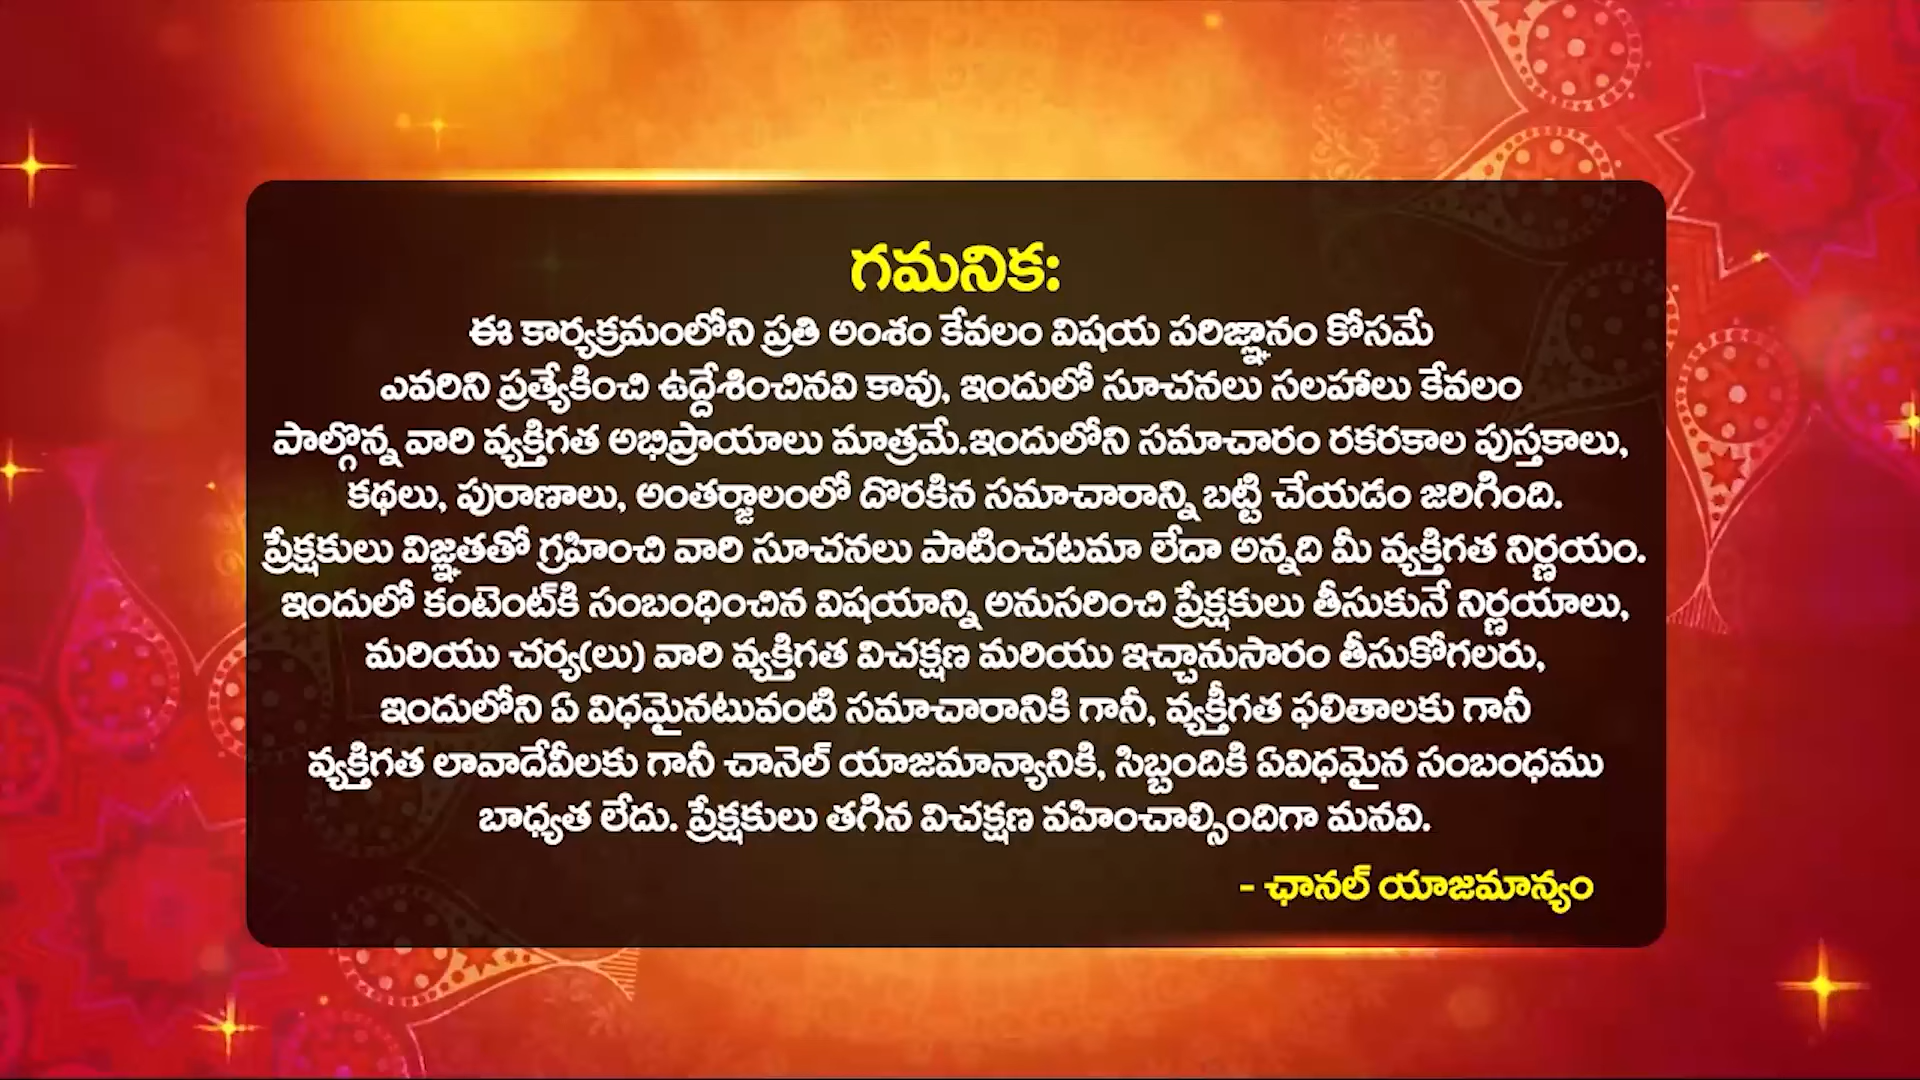 గమనిక:
ఈ కార్యక్రమంలోని ప్రతి అంశం కేవలం విషయ పరిజ్ఞానం కోసమే
ఎవరిని ప్రత్యేకించి ఉద్దేశించినవి కావు, ఇందులో సూచనలు సలహాలు కేవలం
పాల్గొన్న వారి వ్యక్తిగత అభిప్రాయాలు మాత్రమే.ఇందులోని సమాచారం రకరకాల పుస్తకాలు,
కథలు, పురాణాలు, అంతర్జాలంలో దొరకిన సమాచారాన్ని బట్టి చేయడం జరిగింది.
ప్రేక్షకులు విజ్ఞతతో గ్రహించి వారి సూచనలు పాటించటమా లేదా అన్నది మీ వ్యక్తిగత నిర్ణయం.
ఇందులో కంటెంట్‌కి సంబంధించిన విషయాన్ని అనుసరించి ప్రేక్షకులు తీసుకునే నిర్ణయాలు,
మరియు చర్య(లు) వారి వ్యక్తిగత విచక్షణ మరియు ఇచ్చానుసారం తీసుకోగలరు,
ఇందులోని ఏ విధమైనటువంటి సమాచారానికి గానీ, వ్యక్తీగత ఫలితాలకు గానీ
వ్యక్తిగత లావాదేవీలకు గానీ చానెల్ యాజమాన్యానికి, సిబ్బందికి ఏవిధమైన సంబంధము
బాధ్యత లేదు. ప్రేక్షకులు తగిన విచక్షణ వహించాల్సిందిగా మనవి.
- ఛానల్ యాజమాన్యం